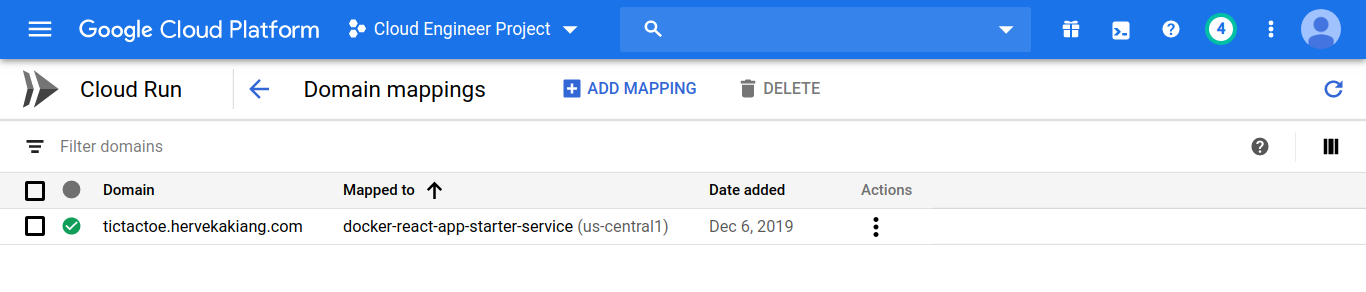 Google Cloud Platform Cloud Engineer Project 4
Cloud Run Domain mappings ADD MAPPING DELETE
Filter domains
Domain Mapped to Date added Actions
tictactoe.hervekakiang.com docker-react-app-starter-service (us-central1) Dec 6, 2019